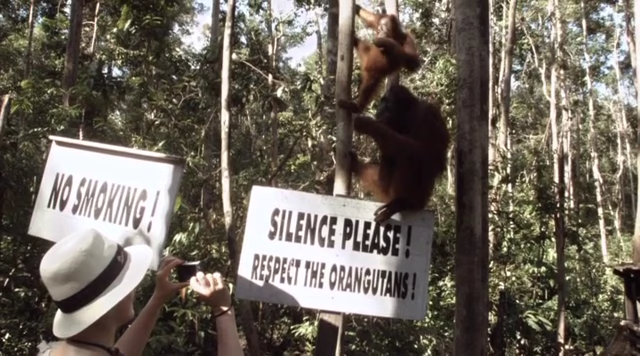 NO SMOKING!
SILENCE PLEASE!
RESPECT THE ORANGUTANS!